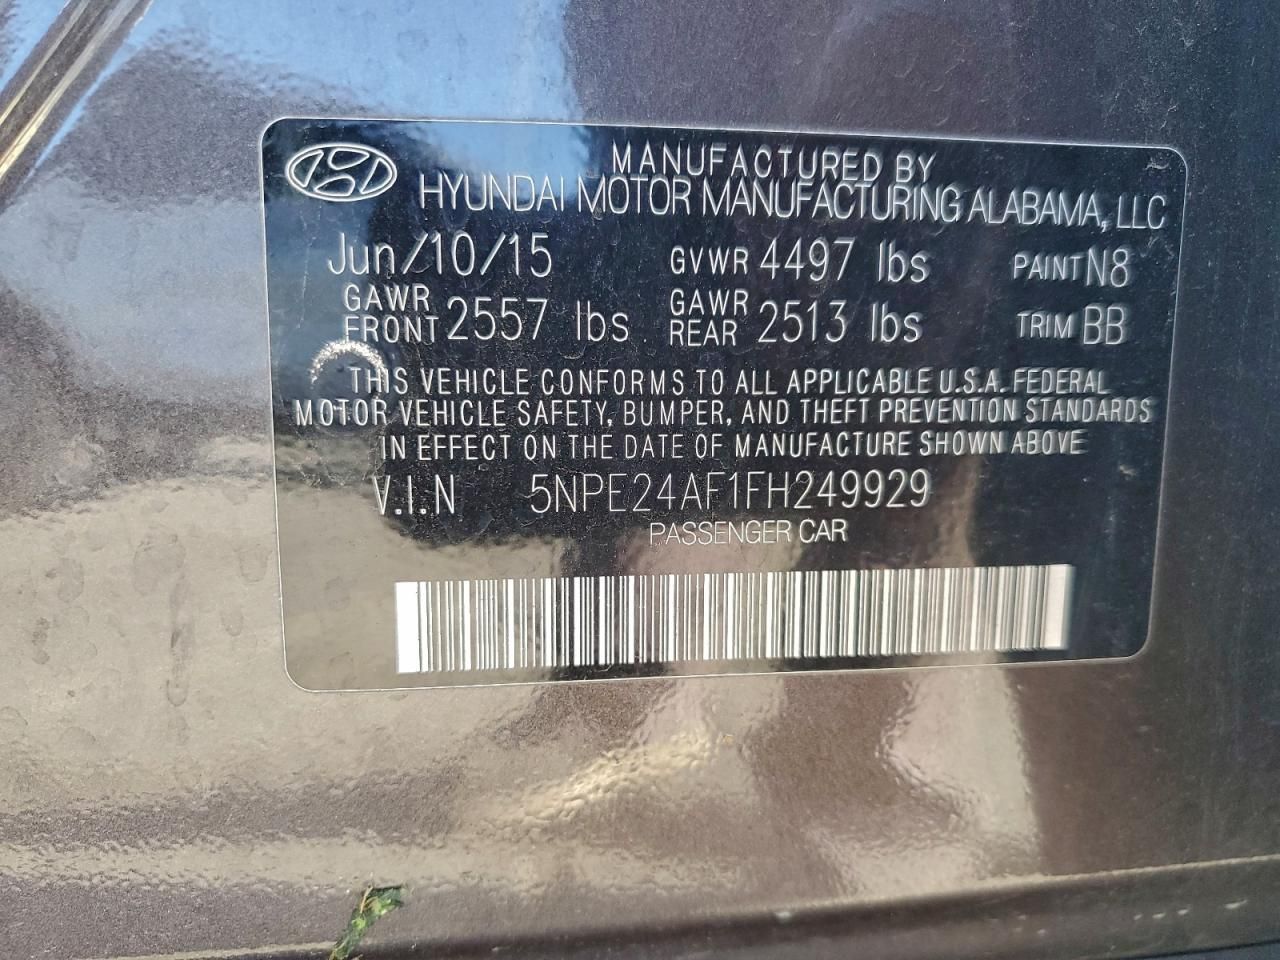 MANUFACTURED BY
HYUNDAI MOTOR MANUFACTURING ALABAMA, LLC
Jun/10/15 GVWR 4497 lbs PAINT N8
GAWR FRONT 2557 lbs GAWR REAR 2513 lbs TRIM BB
THIS VEHICLE CONFORMS TO ALL APPLICABLE U.S.A. FEDERAL
MOTOR VEHICLE SAFETY, BUMPER, AND THEFT PREVENTION STANDARDS
IN EFFECT ON THE DATE OF MANUFACTURE SHOWN ABOVE
V.I.N 5NPE24AF1FH249929
PASSENGER CAR